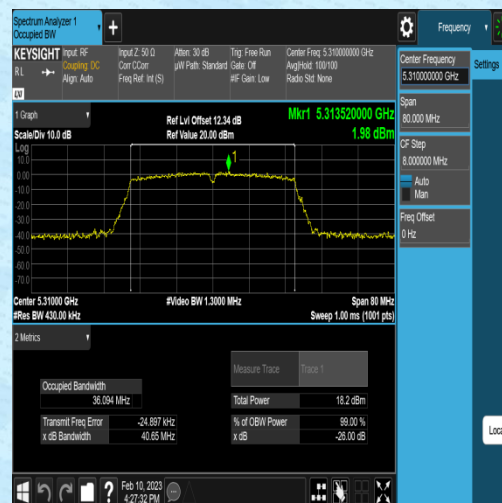 Spectrum Analyzer 1
Occupied BW
+
Frequency
KEYSIGHT
Input: RF
Input Z: 50 Ω
Atten: 30 dB
Trig: Free Run
Center Freq: 5.310000000 GHz
RL
Coupling: DC
Corr CCorr
µW Path: Standard
Gate: Off
Avg|Hold: 100/100
Align: Auto
Freq Ref: Int (S)
#IF Gain: Low
Radio Std: None
Center Frequency
5.310000000 GHz
Settings
Span
80.000 MHz
CF Step
8.000000 MHz
Auto
Man
Freq Offset
0 Hz
1 Graph
Scale/Div 10.0 dB
Ref Lvl Offset 12.34 dB
Ref Value 20.00 dBm
Mkr1 5.313520000 GHz
1.98 dBm
Log
10.0
0.00
-10.0
-20.0
-30.0
-40.0
-50.0
-60.0
-70.0
1
Center 5.31000 GHz
#Video BW 1.3000 MHz
Span 80 MHz
#Res BW 430.00 kHz
Sweep 1.00 ms (1001 pts)
2 Metrics
Measure Trace
Trace 1
Occupied Bandwidth
36.094 MHz
Total Power
18.2 dBm
Transmit Freq Error
-24.897 kHz
% of OBW Power
99.00 %
x dB Bandwidth
40.65 MHz
x dB
-26.00 dB
?
Feb 10, 2023
4:27:32 PM